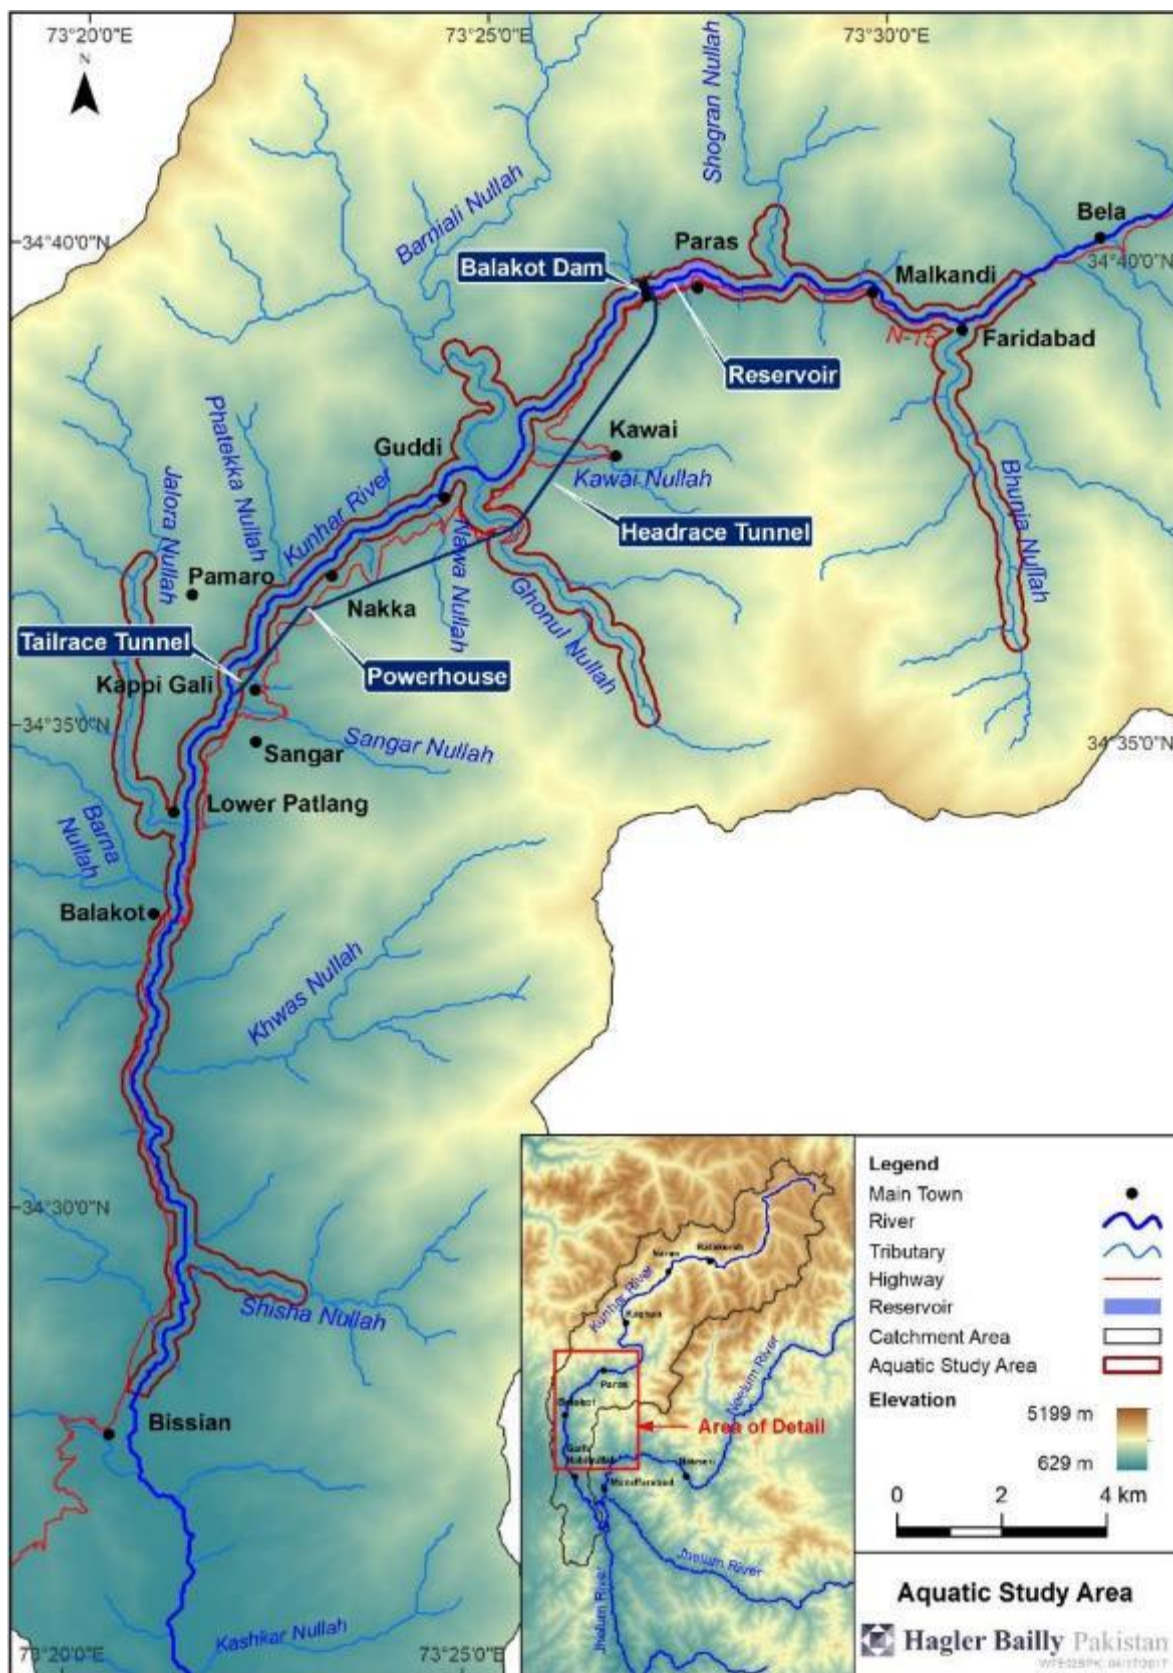 73°20'0"E
73°25'0"E
73°30'0"E
N
Shogran Nullah
Barniali Nullah
Bela
34°40'0"N
34°40'0"N
Paras
Balakot Dam
Malkandi
N-15
Faridabad
Reservoir
Phatekka Nullah
Guddi
Kawai
Kawai Nullah
Jalora Nullah
Kunhar River
Headrace Tunnel
Nawa Nullah
Bhunja Nullah
Pamaro
Nakka
Ghonul Nullah
Tailrace Tunnel
Powerhouse
Kappi Gali
34°35'0"N
34°35'0"N
Sangar Nullah
Sangar
Lower Patlang
Barna
Nullah
Balakot
Khwas Nullah
34°30'0"N
Shisha Nullah
Bissian
Kashkar Nullah
73°20'0"E
73°25'0"E
Naran
Kunhar River
Paras
Balakot
Neelum River
Area of Detail
Muzaffarabad
Jhelum River
Jhelum River
Legend
Main Town
River
Tributary
Highway
Reservoir
Catchment Area
Aquatic Study Area
Elevation
5199 m
629 m
0 2 4 km
Aquatic Study Area
Hagler Bailly Pakistan